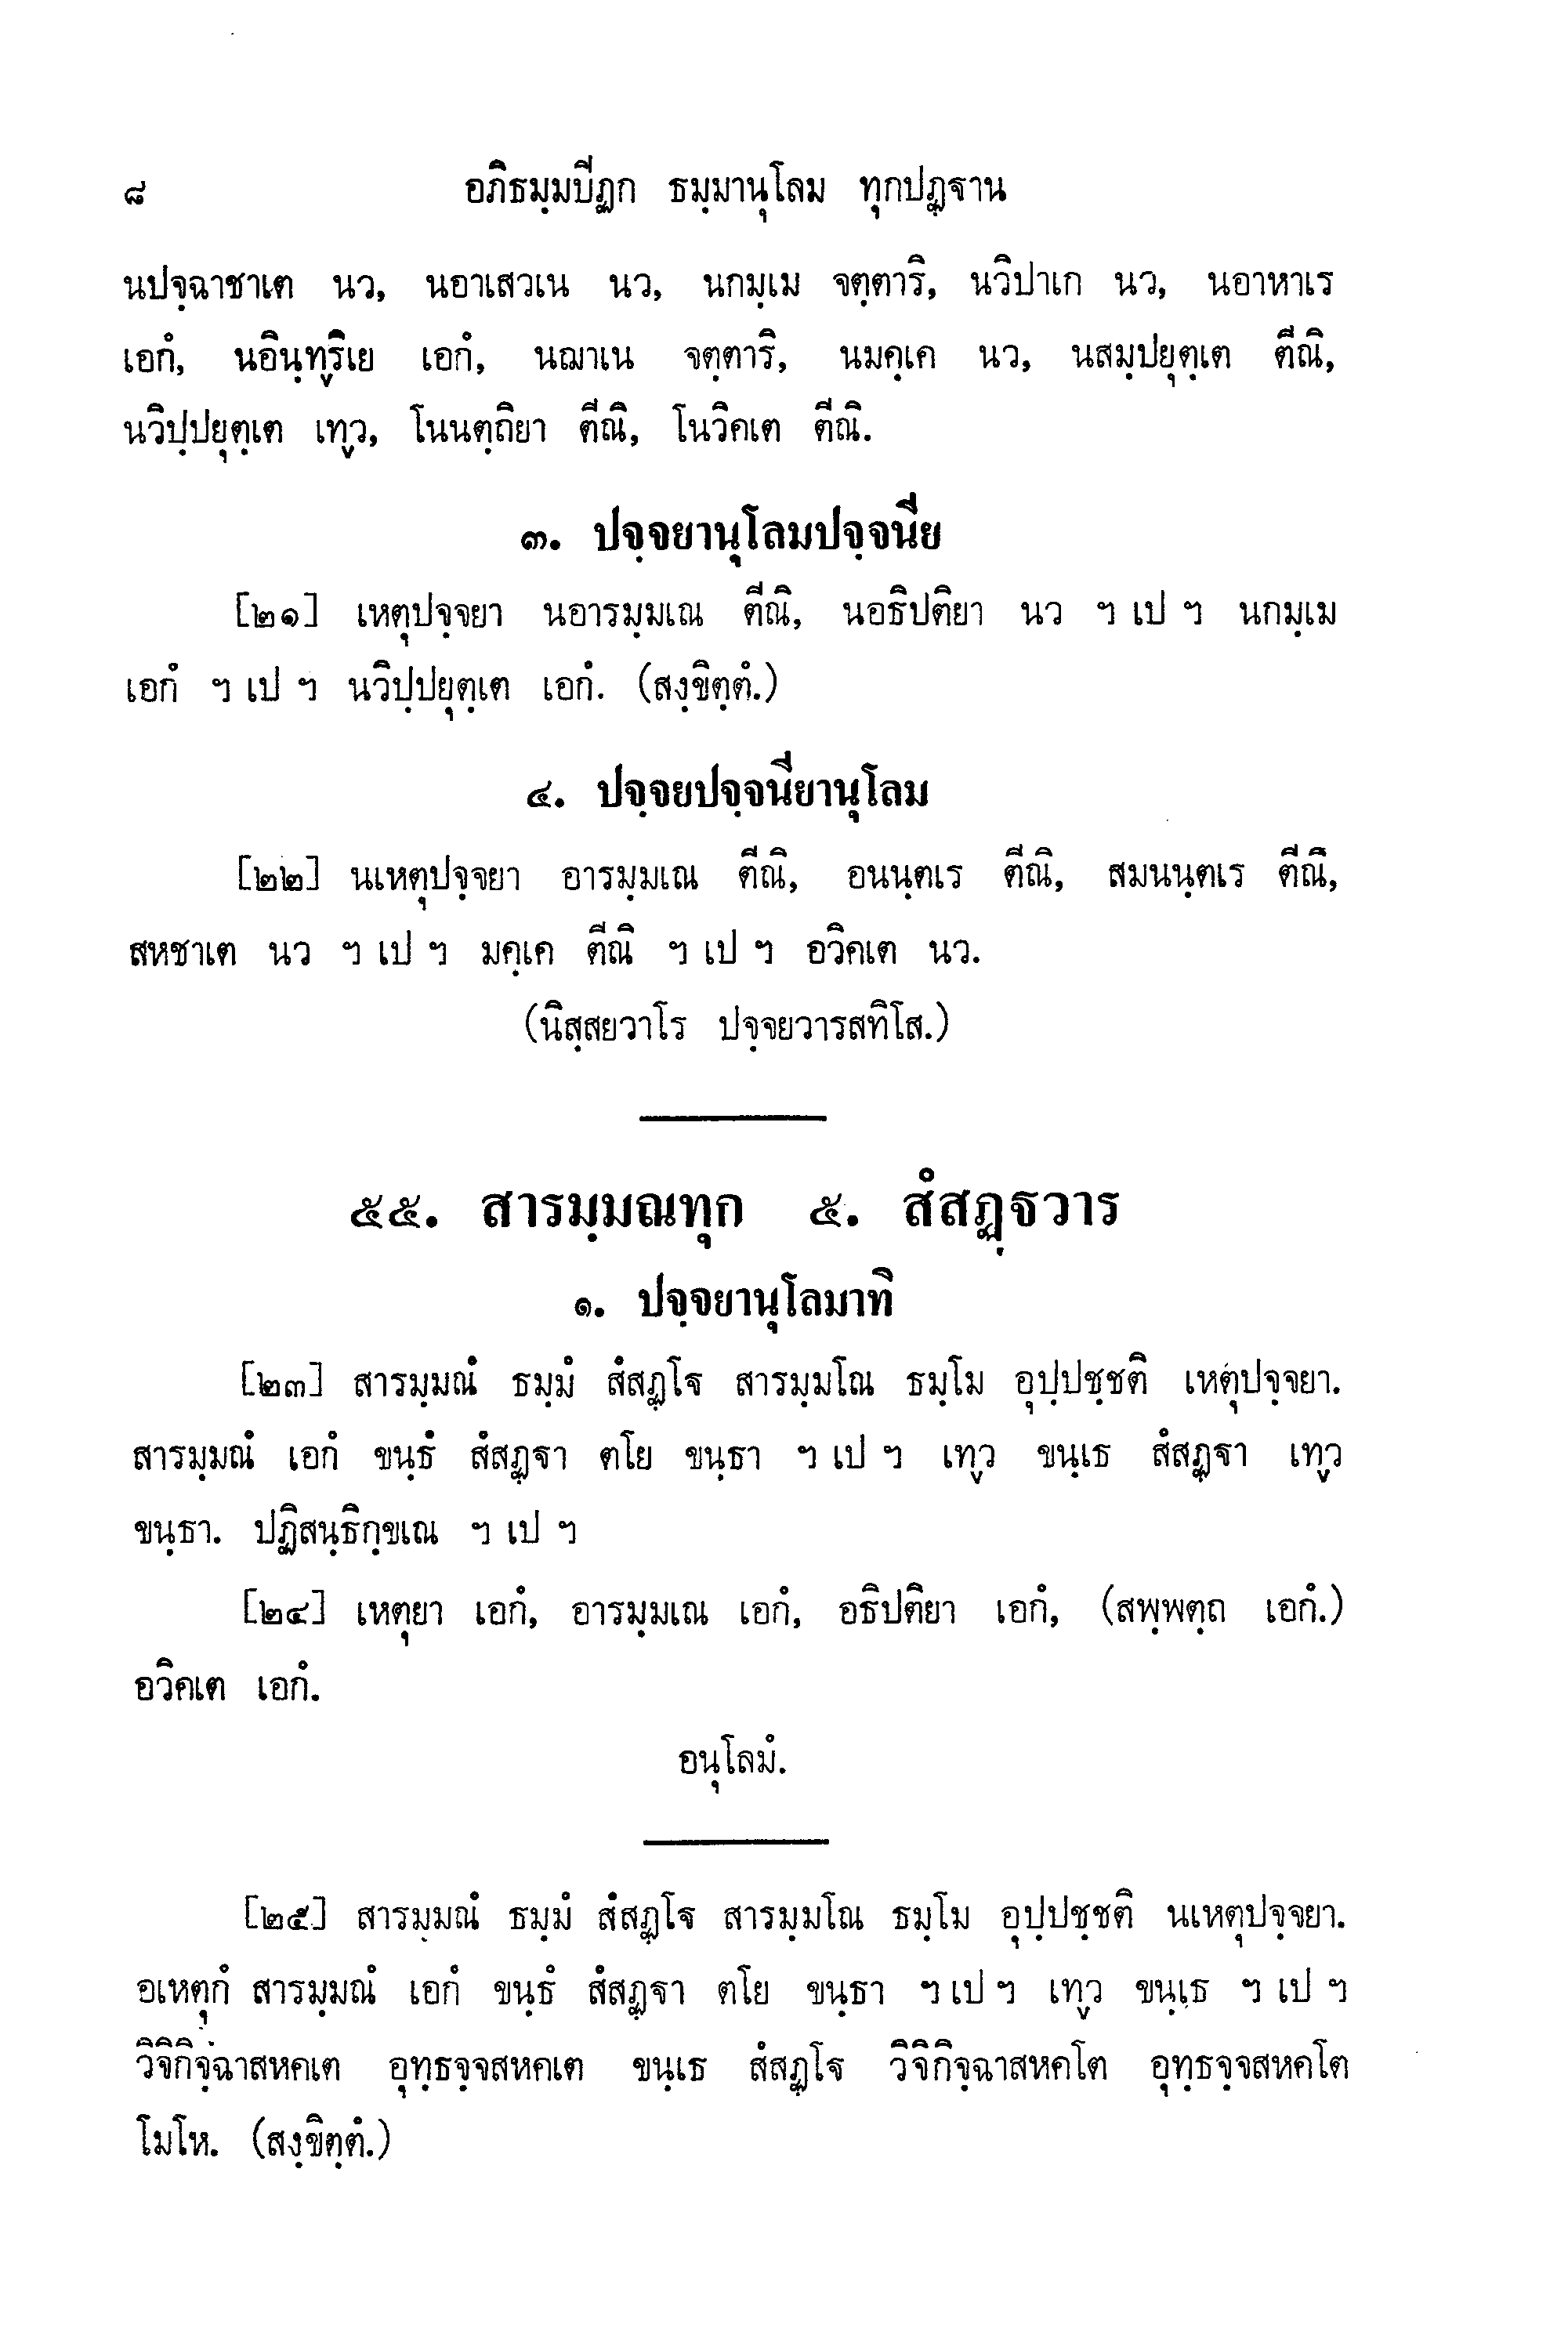 ๘ อภิธมฺมปีฏก ธมฺมานุโลม ทุกปฏฺฐาน
นปจฺฉาชาเต นว, นอาเสวเน นว, นกมฺเม จตฺตาริ, นวิปาเก นว, นอาหาเร
เอกํ, นอินฺทฺริเย เอกํ, นฌาเน จตฺตาริ, นมคฺเค นว, นสมฺปยุตฺเต ตีณิ,
นวิปฺปยุตฺเต เทฺว, โนนตฺถิยา ตีณิ, โนวิคเต ตีณิ.
๓. ปจฺจยานุโลมปจฺจนีย
[๒๑] เหตุปจฺจยา นอารมฺมเณ ตีณิ, นอธิปติยา นว ฯ เป ฯ นกมฺเม
เอกํ ฯ เป ฯ นวิปฺปยุตฺเต เอกํ. (สงฺขิตฺตํ.)
๔. ปจฺจยปจฺจนียานุโลม
[๒๒] นเหตุปจฺจยา อารมฺมเณ ตีณิ, อนนฺตเร ตีณิ, สมนนฺตเร ตีณิ,
สหชาเต นว ฯ เป ฯ มคฺเค ตีณิ ฯ เป ฯ อวิคเต นว.
(นิสฺสยวาโร ปจฺจยวารสทิโส.)
๕๕. สารมฺมณทุก ๕. สํสฏฺฐวาร
๑. ปจฺจยานุโลมาทิ
[๒๓] สารมฺมณํ ธมฺมํ สํสฏฺโฐ สารมฺมโณ ธมฺโม อุปฺปชฺชติ เหตุปจฺจยา.
สารมฺมณํ เอกํ ขนฺธํ สํสฏฺฐา ตโย ขนฺธา ฯ เป ฯ เทฺว ขนฺเธ สํสฏฺฐา เทฺว
ขนฺธา. ปฏิสนฺธิกฺขเณ ฯ เป ฯ
[๒๔] เหตุยา เอกํ, อารมฺมเณ เอกํ, อธิปติยา เอกํ, (สพฺพตฺถ เอกํ.)
อวิคเต เอกํ.
อนุโลมํ.
[๒๕] สารมฺมณํ ธมฺมํ สํสฏฺโฐ สารมฺมโณ ธมฺโม อุปฺปชฺชติ นเหตุปจฺจยา.
อเหตุกํ สารมฺมณํ เอกํ ขนฺธํ สํสฏฺฐา ตโย ขนฺธา ฯ เป ฯ เทฺว ขนฺเธ ฯ เป ฯ
วิจิกิจฺฉาสหคเต อุทฺธจฺจสหคเต ขนฺเธ สํสฏฺโฐ วิจิกิจฺฉาสหคโต อุทฺธจฺจสหคโต
โมโห. (สงฺขิตฺตํ.)